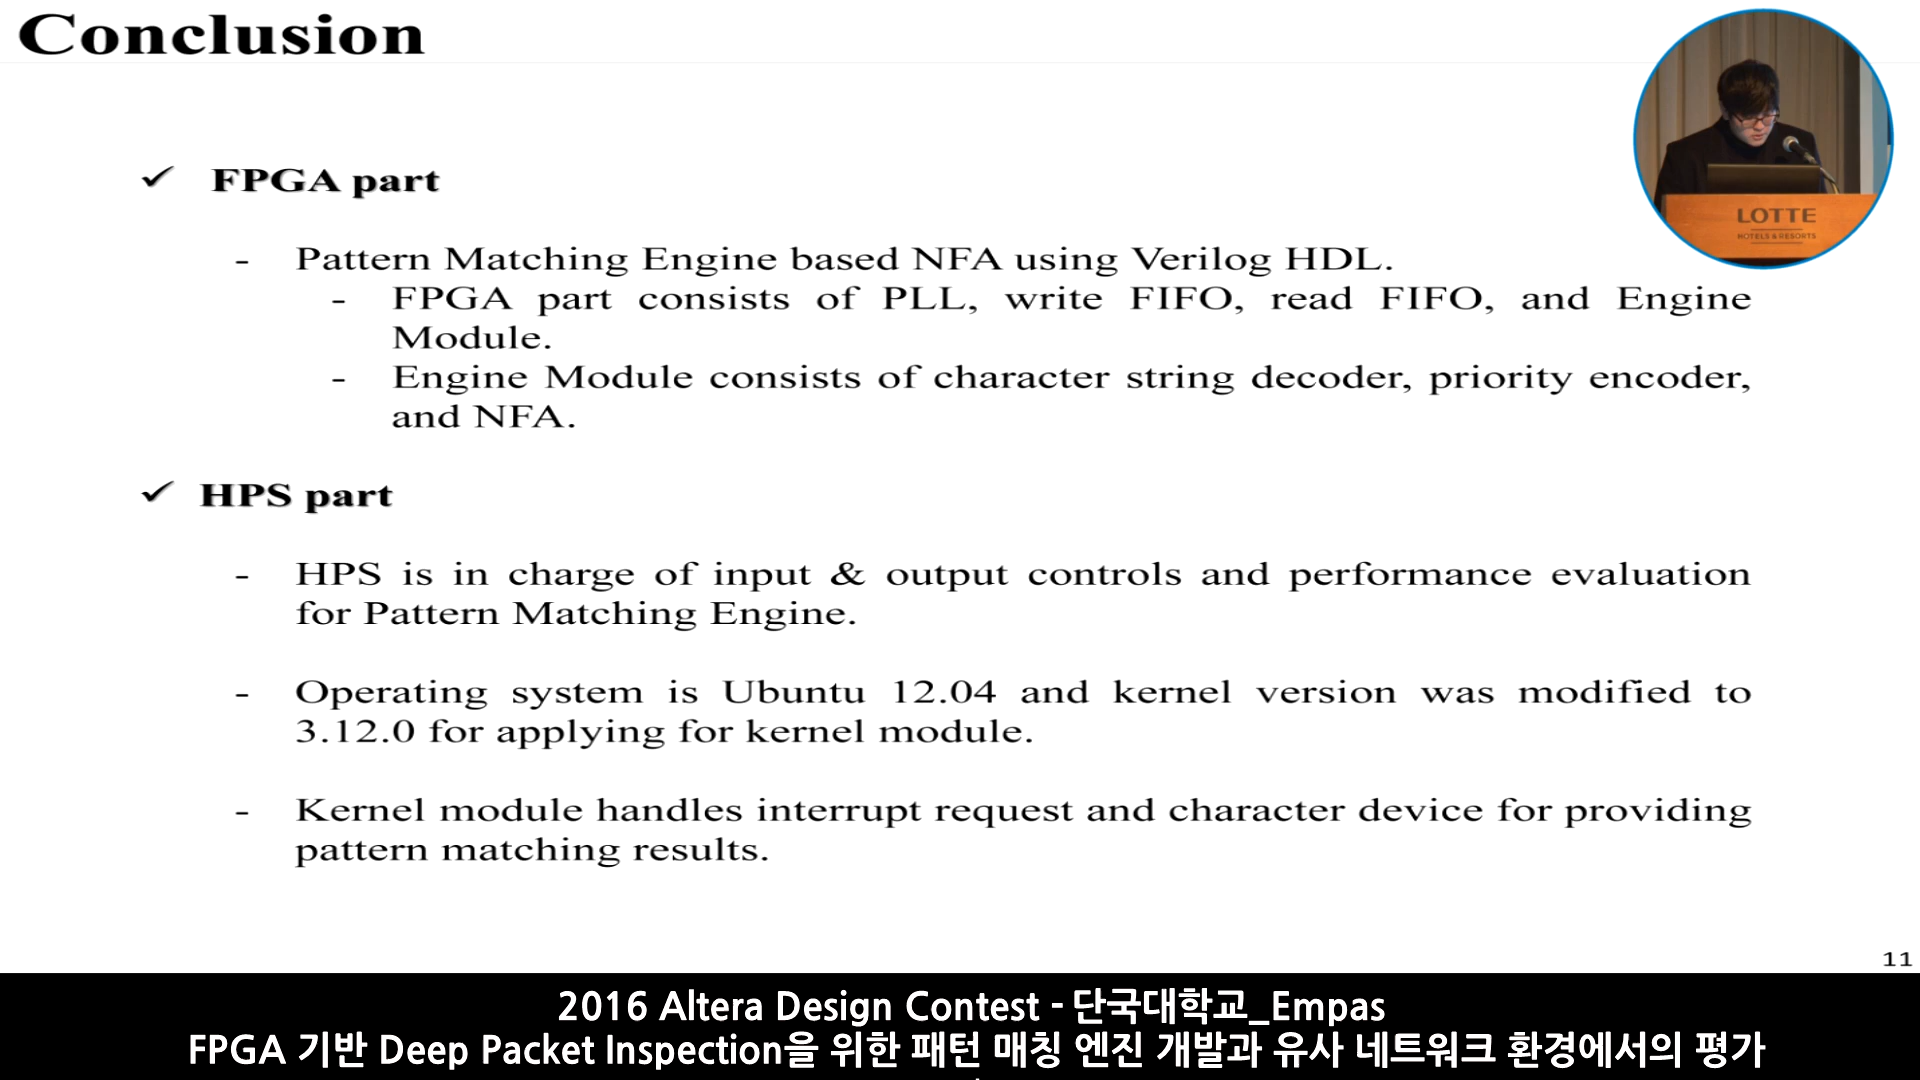 Conclusion
✓ FPGA part
- Pattern Matching Engine based NFA using Verilog HDL.
- FPGA part consists of PLL, write FIFO, read FIFO, and Engine
Module.
- Engine Module consists of character string decoder, priority encoder,
and NFA.
✓ HPS part
- HPS is in charge of input & output controls and performance evaluation
for Pattern Matching Engine.
- Operating system is Ubuntu 12.04 and kernel version was modified to
3.12.0 for applying for kernel module.
- Kernel module handles interrupt request and character device for providing
pattern matching results.
LOTTE
HOTELS & RESORTS
11
2016 Altera Design Contest - 단국대학교_Empas
FPGA 기반 Deep Packet Inspection을 위한 패턴 매칭 엔진 개발과 유사 네트워크 환경에서의 평가